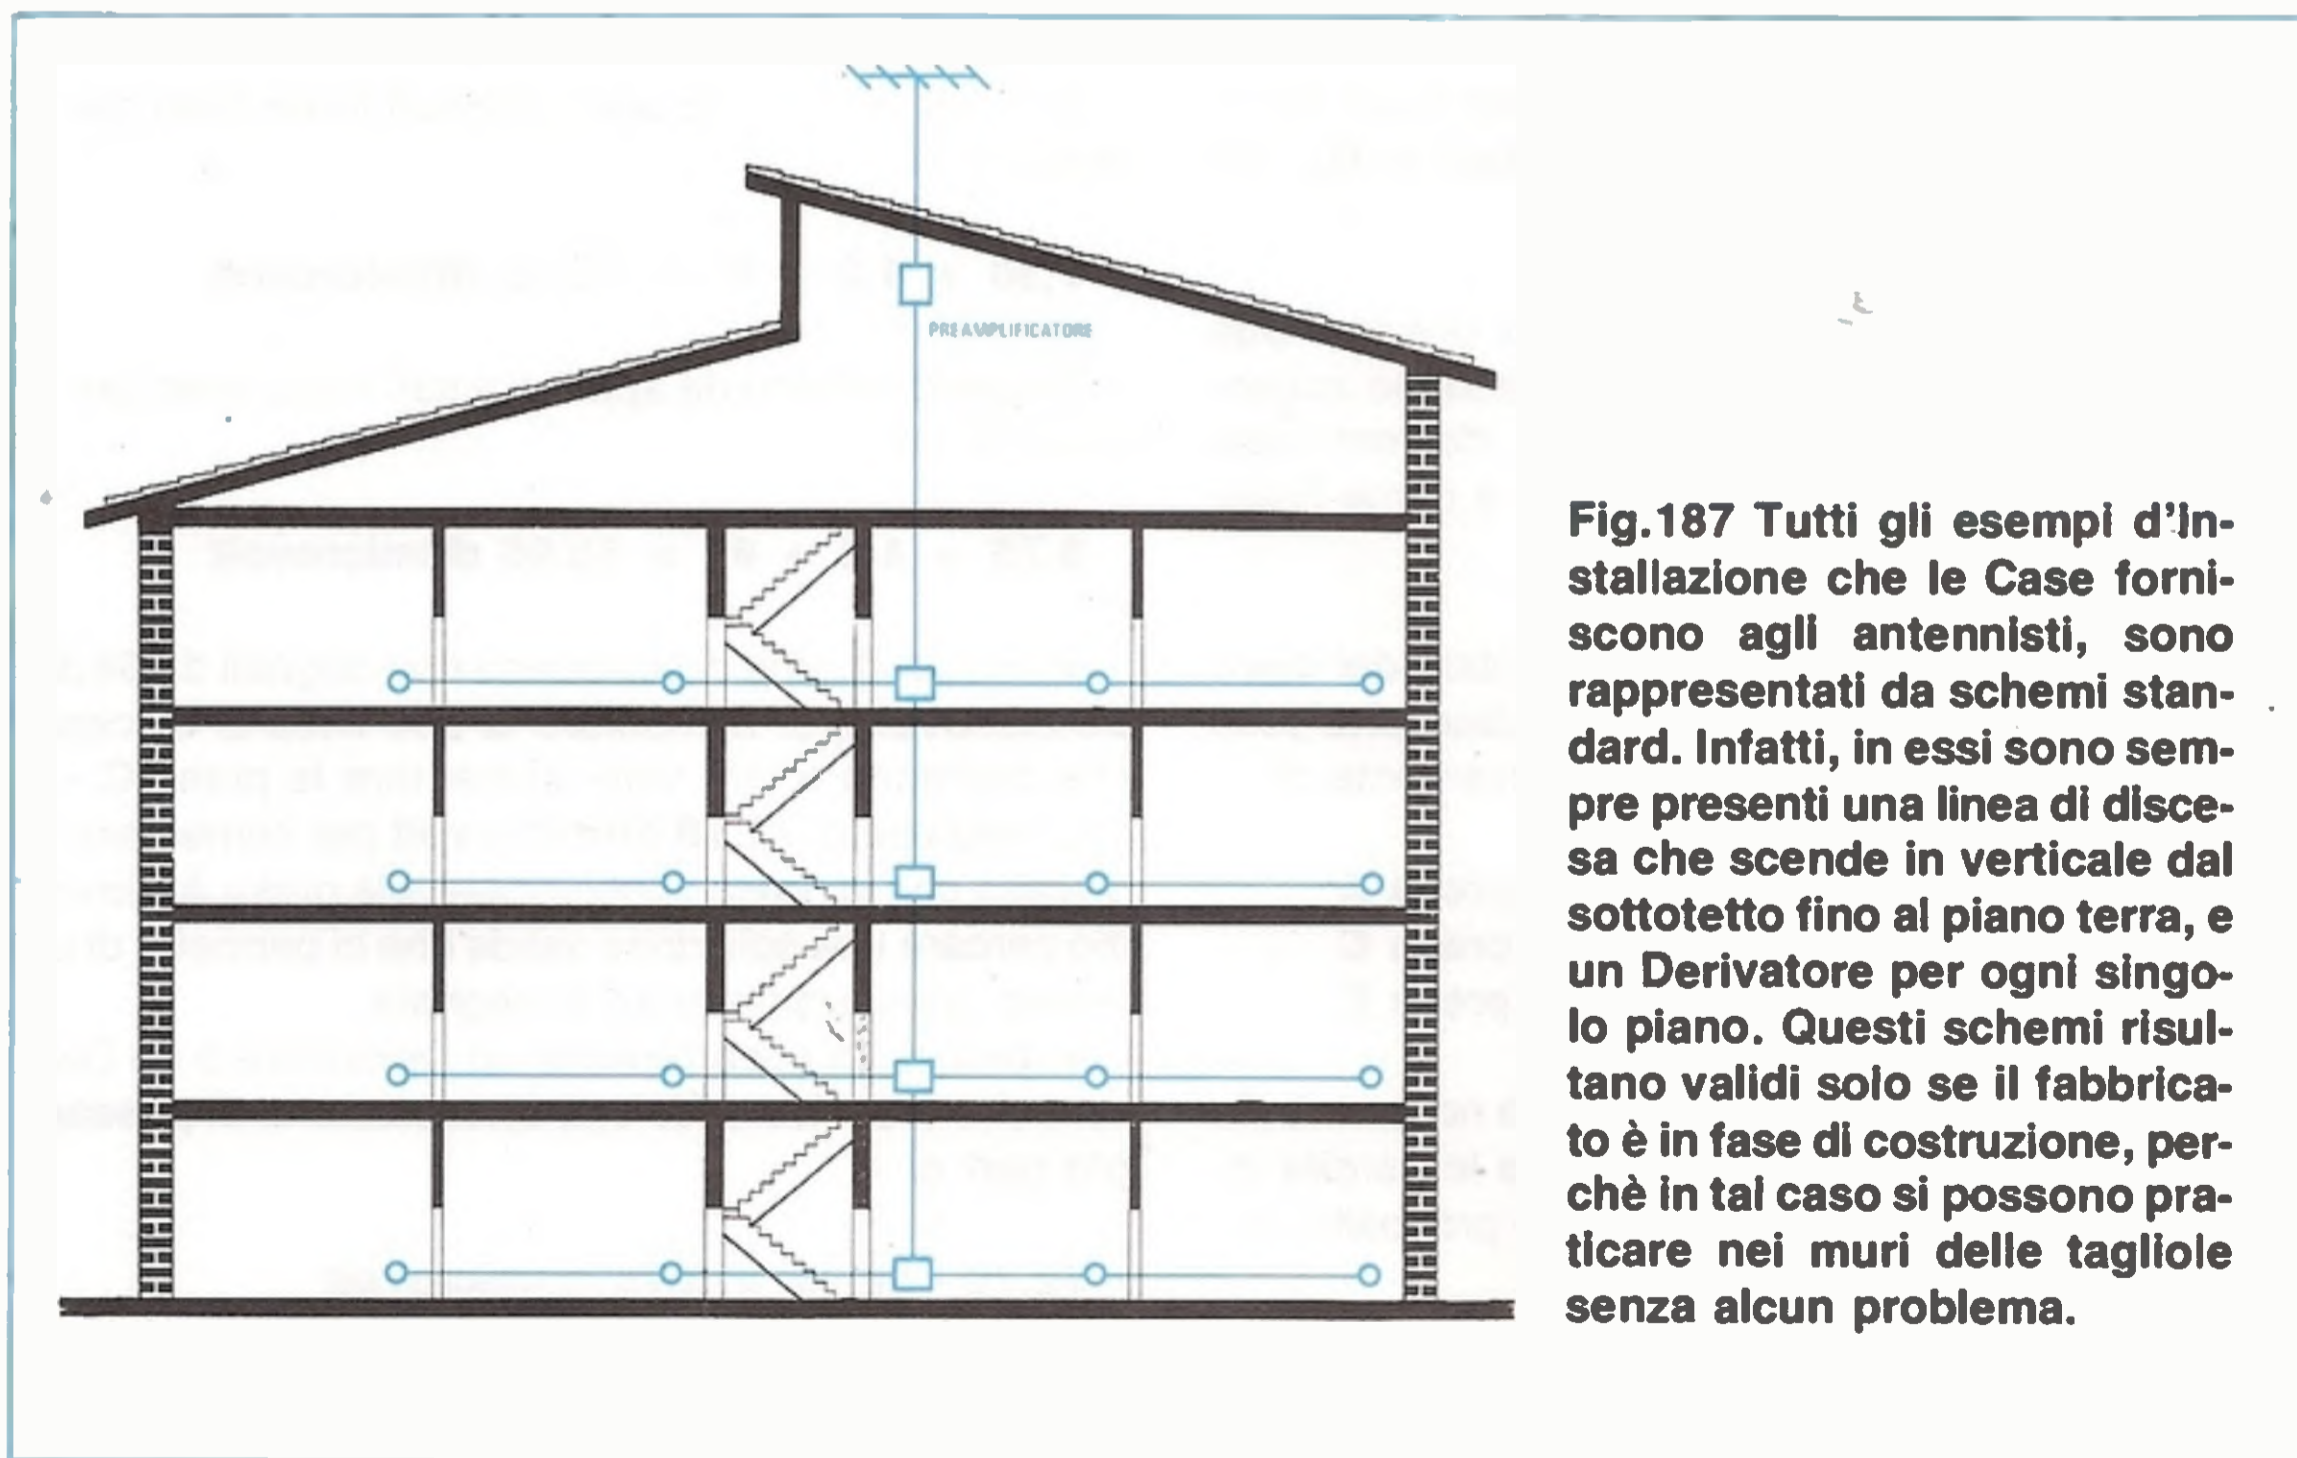 PREAMPLIFICATORE
Fig.187 Tutti gli esempi d'In-
stallazione che le Case forni-
scono agli antennisti, sono
rappresentati da schemi stan-
dard. Infatti, in essi sono sem-
pre presenti una linea di disce-
sa che scende in verticale dal
sottotetto fino al piano terra, e
un Derivatore per ogni singo-
lo piano. Questi schemi risul-
tano validi solo se il fabbrica-
to è in fase di costruzione, per-
chè in tal caso si possono pra-
ticare nei muri delle tagliole
senza alcun problema.